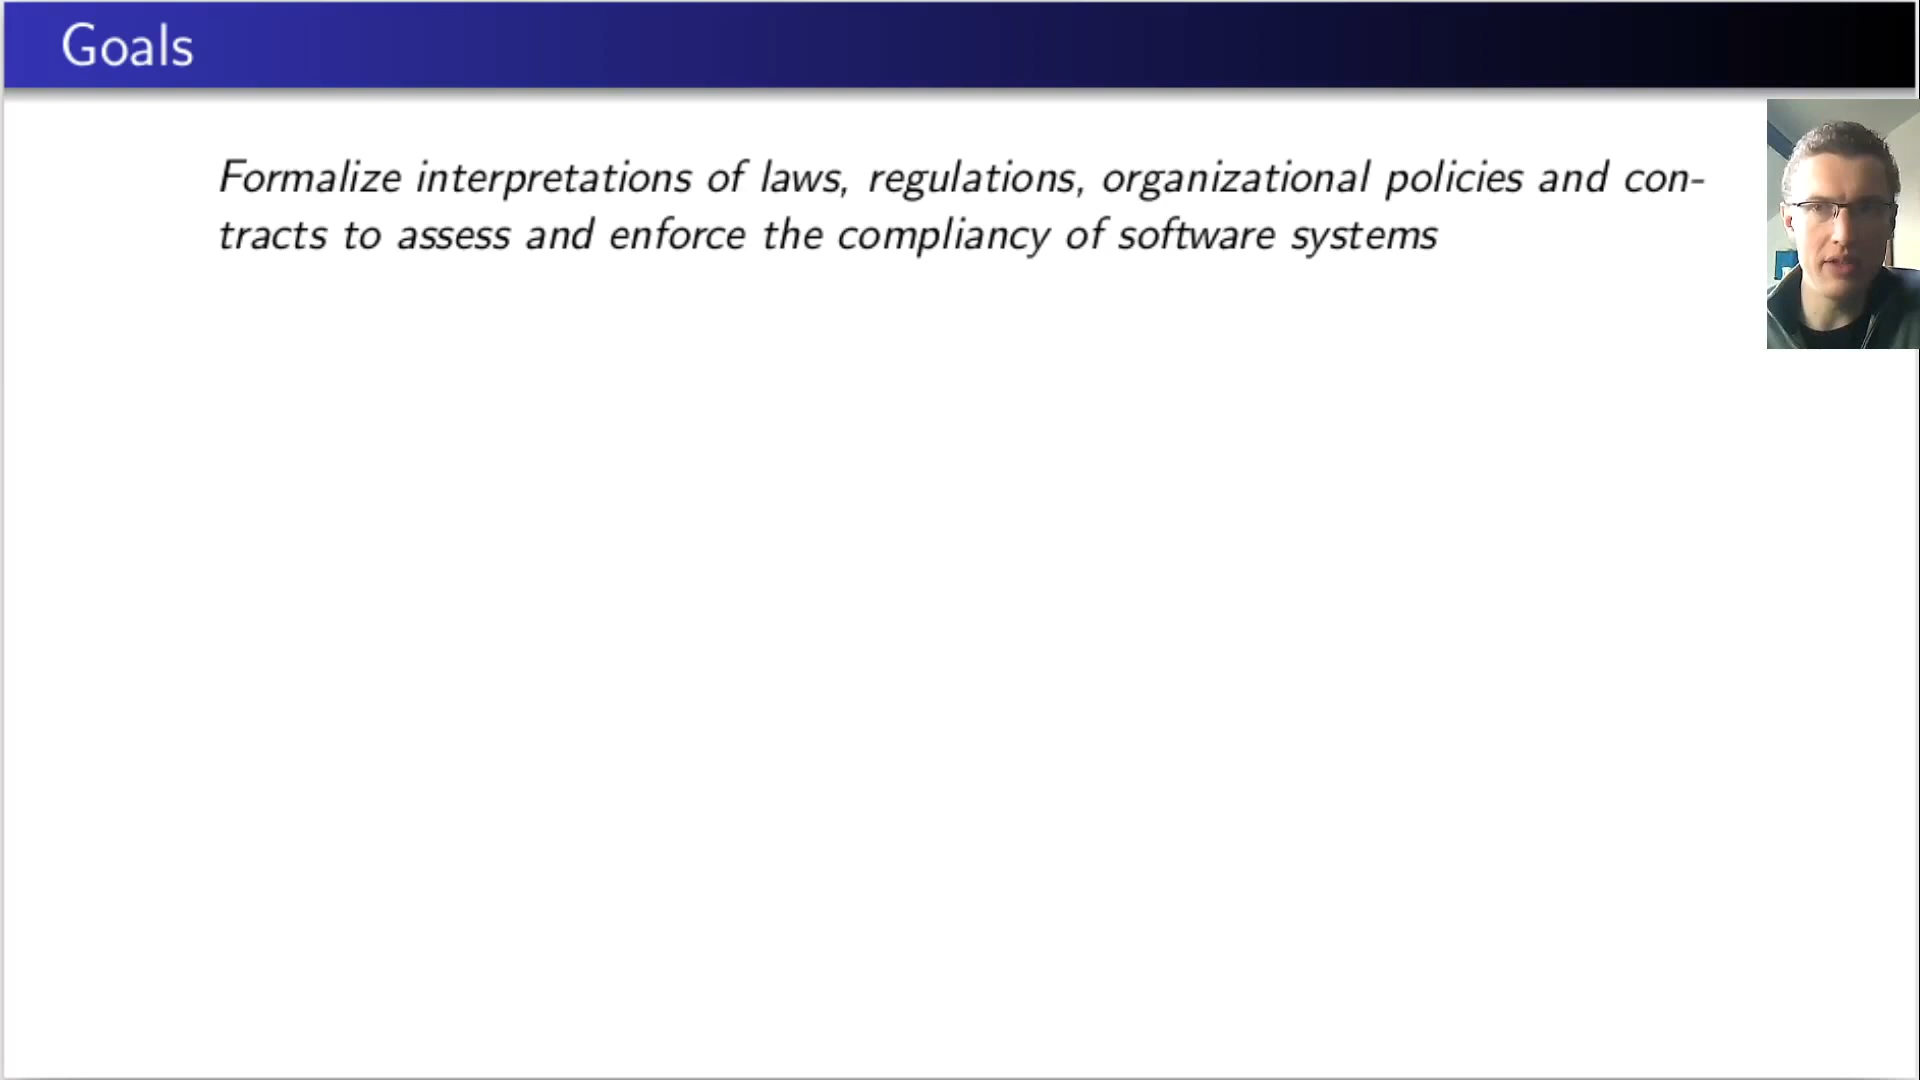 Goals
Formalize interpretations of laws, regulations, organizational policies and con-
tracts to assess and enforce the compliancy of software systems